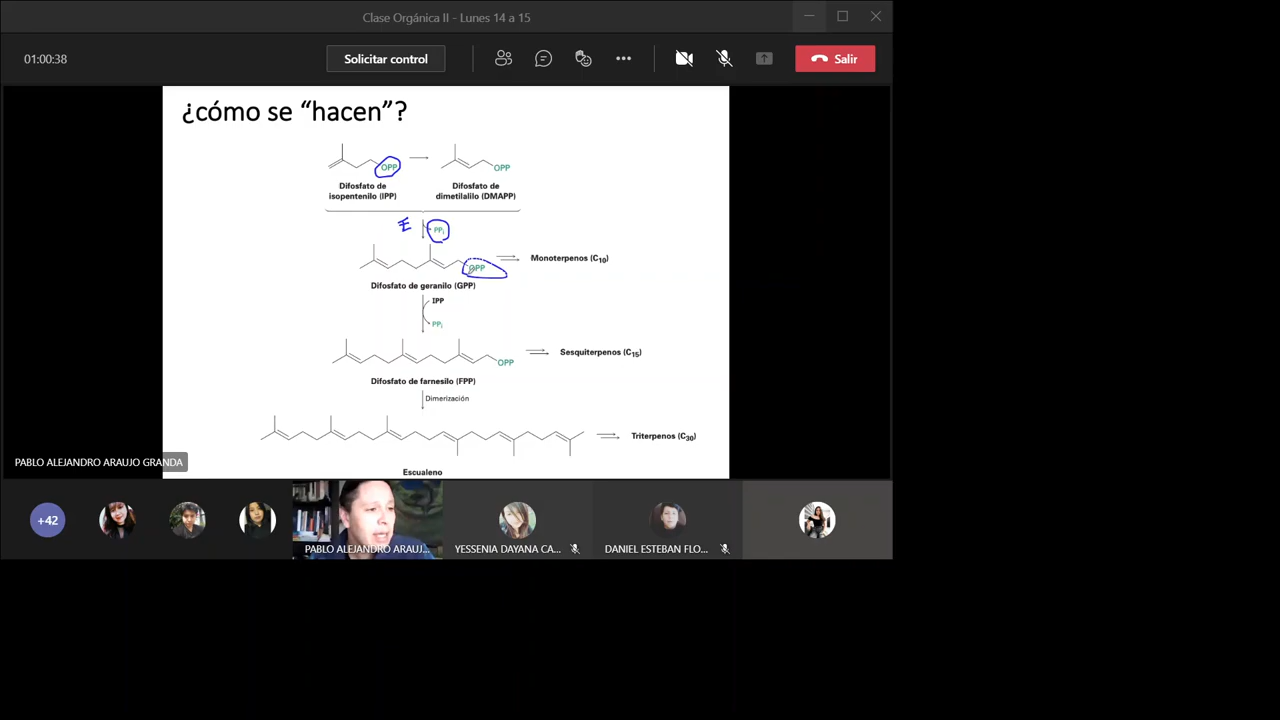 Clase Orgánica II - Lunes 14 a 15
01:00:38
Solicitar control
Salir
¿cómo se “hacen”?
OPP
OPP
Difosfato de
isopentenilo (IPP)
Difosfato de
dimetilalilo (DMAPP)
E
PPi
OPP
Monoterpenos (C10)
Difosfato de geranilo (GPP)
IPP
PPi
OPP
Sesquiterpenos (C15)
Difosfato de farnesilo (FPP)
Dimerización
Triterpenos (C30)
Escualeno
PABLO ALEJANDRO ARAUJO GRANDA
+42
PABLO ALEJANDRO ARAUJ...
YESSENIA DAYANA CA...
DANIEL ESTEBAN FLO...